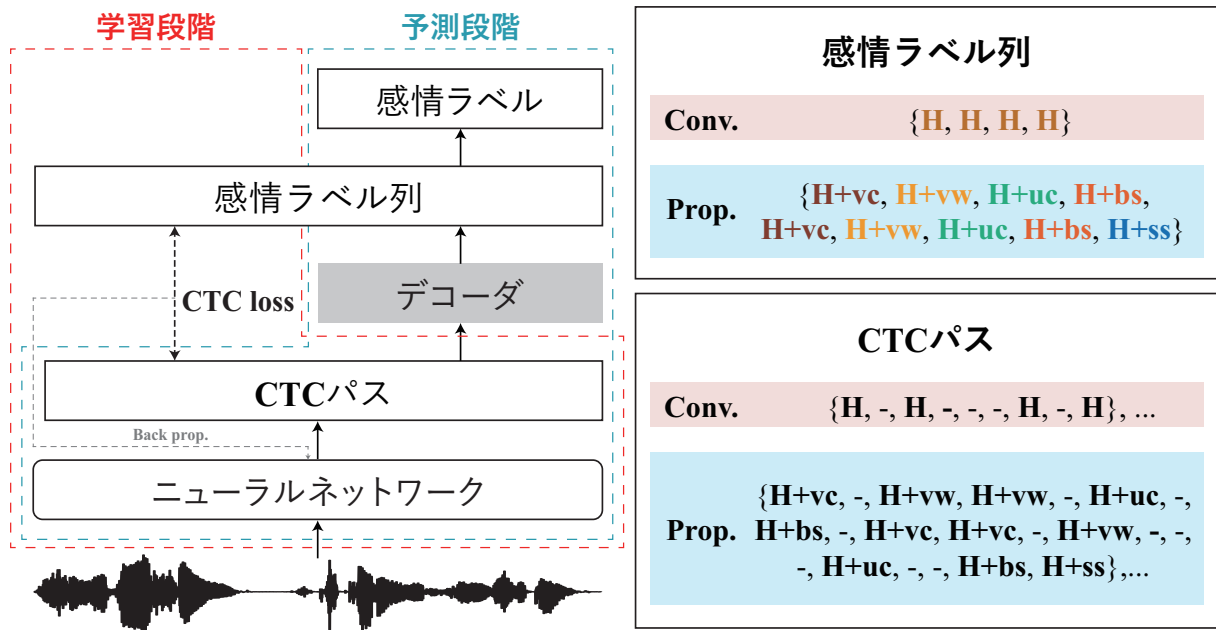 学習段階
予測段階
感情ラベル
感情ラベル列
デコーダ
CTC loss
CTCパス
Back prop.
ニューラルネットワーク
感情ラベル列
Conv. {H, H, H, H}
Prop. {H+vc, H+vw, H+uc, H+bs,
H+vc, H+vw, H+uc, H+bs, H+ss}
CTCパス
Conv. {H, -, H, -, -, -, H, -, H}, ...
{H+vc, -, H+vw, H+vw, -, H+uc, -,
Prop. H+bs, -, H+vc, H+vc, -, H+vw, -, -,
-, H+uc, -, -, H+bs, H+ss},...